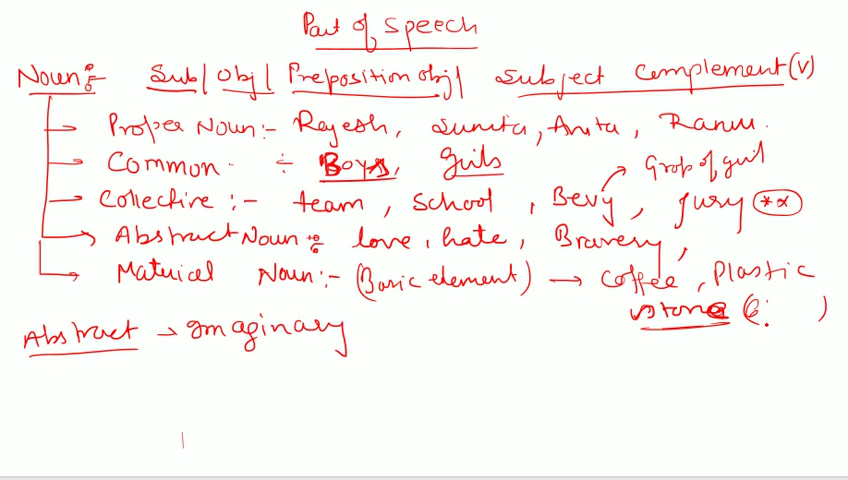 Part of Speech
Noun :- Sub/ Obj/ Preposition obj/ Subject Complement (v)
→ Proper Noun :- Rajesh, Sunita, Anita, Ranu.
→ Common ÷ Boys, girls
Grop of girl
→ Collective :- team, School, Bevy, Jury (**)
→ Abstract Noun :- love, hate, Bravery,
→ Material Noun :- (Basic element) → Coffee, Plastic
Stone ( )
Abstract → Imaginary